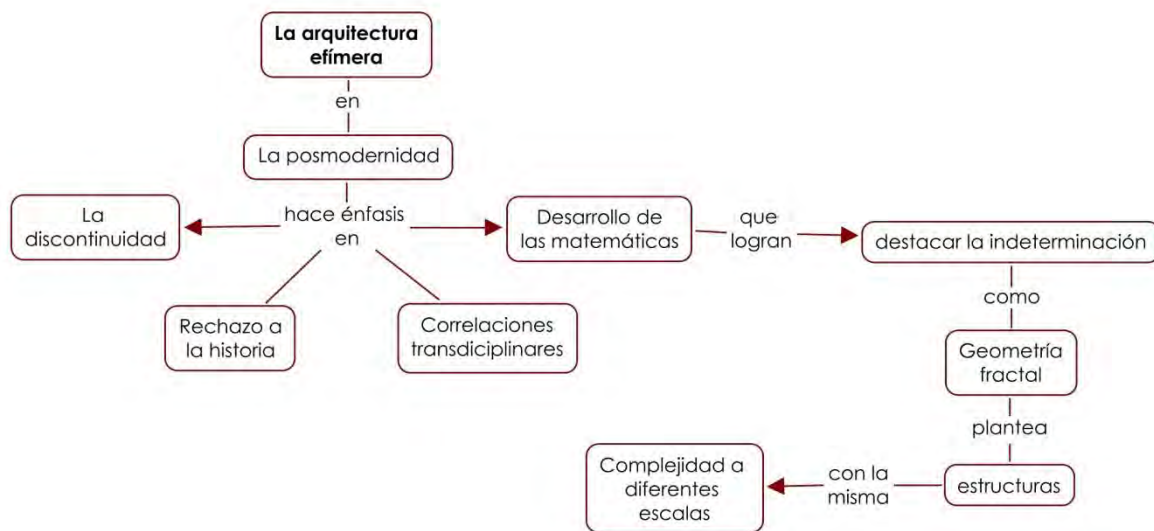 La arquitectura
efímera
en
La posmodernidad
hace énfasis
en
La
discontinuidad
Desarrollo de
las matemáticas
que
logran
destacar la indeterminación
Rechazo a
la historia
Correlaciones
transdiciplinares
como
Geometría
fractal
plantea
estructuras
con la
misma
Complejidad a
diferentes
escalas